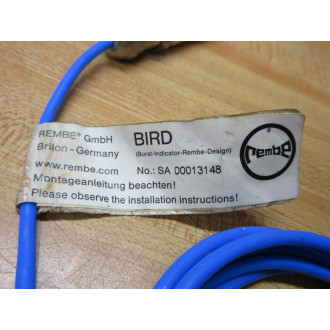 REMBE® GmbH
Brilon - Germany
BIRD
(Burst-Indicator-Rembe-Design)
www.rembe.com
No.: SA 00013148
Montageanleitung beachten!
Please observe the installation instructions!
rembe